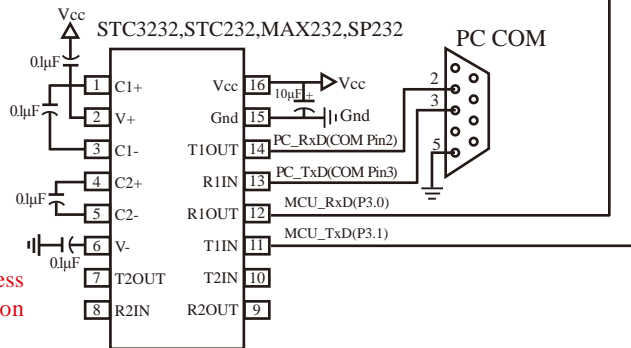 Vcc
STC3232,STC232,MAX232,SP232
PC COM
0.1μF
0.1μF
1 C1+
2 V+
3 C1-
4 C2+
5 C2-
6 V-
7 T2OUT
8 R2IN
0.1μF
0.1μF
Vcc 16
Gnd 15
T1OUT 14
R1IN 13
R1OUT 12
T1IN 11
T2IN 10
R2OUT 9
Vcc
10μF +
Gnd
PC_RxD(COM Pin2)
PC_TxD(COM Pin3)
MCU_RxD(P3.0)
MCU_TxD(P3.1)
2
3
5
ess
on